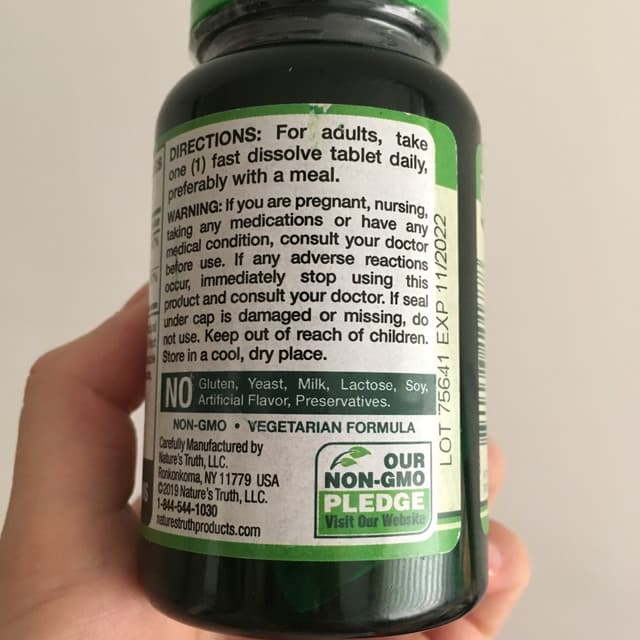 DIRECTIONS: For adults, take
one (1) fast dissolve tablet daily,
preferably with a meal.
WARNING: If you are pregnant, nursing,
taking any medications or have any
medical condition, consult your doctor
before use. If any adverse reactions
occur, immediately stop using this
product and consult your doctor. If seal
under cap is damaged or missing, do
not use. Keep out of reach of children.
Store in a cool, dry place.
NO Gluten, Yeast, Milk, Lactose, Soy,
Artificial Flavor, Preservatives.
NON-GMO • VEGETARIAN FORMULA
Carefully Manufactured by
Nature's Truth, LLC.
Ronkonkoma, NY 11779 USA
©2019 Nature's Truth, LLC.
1-844-544-1030
naturestruthproducts.com
OUR
NON-GMO
PLEDGE
Visit Our Website
LOT 75641 EXP 11/2022